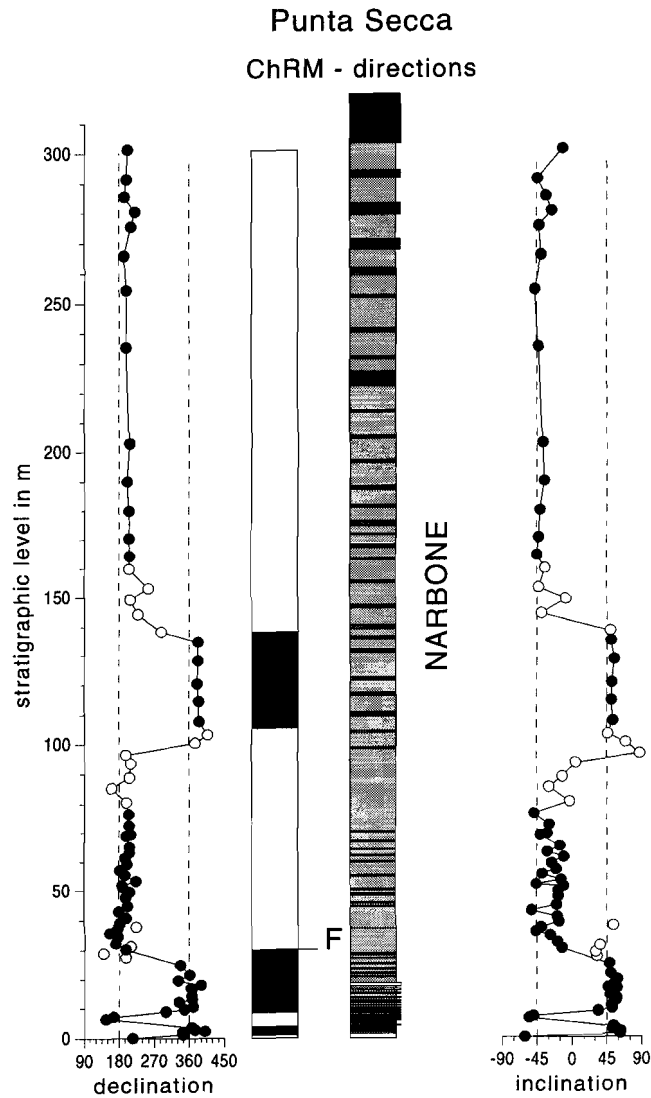 Punta Secca
ChRM - directions
300
250
200
150
100
50
0
stratigraphic level in m
NARBONE
F
90 180 270 360 450
declination
-90 -45 0 45 90
inclination